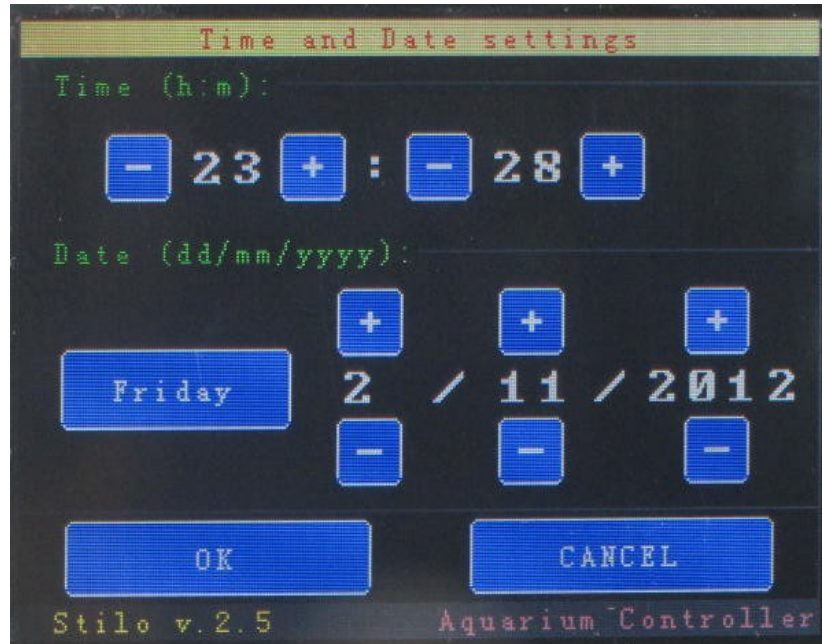 Time and Date settings
Time (h:m):
- 23 + : - 28 +
Date (dd/mm/yyyy):
+ + +
Friday 2 / 11 / 2012
- - -
OK CANCEL
Stilo v.2.5 Aquarium Controller